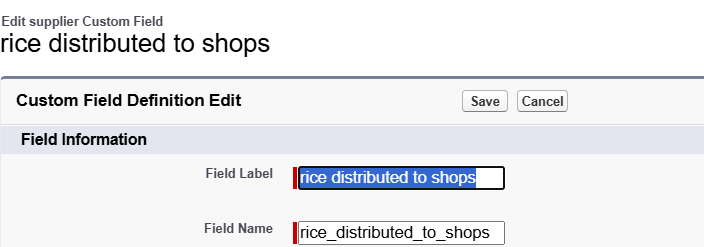 Edit supplier Custom Field
rice distributed to shops
Custom Field Definition Edit
Save
Cancel
Field Information
Field Label
rice distributed to shops
Field Name
rice_distributed_to_shops